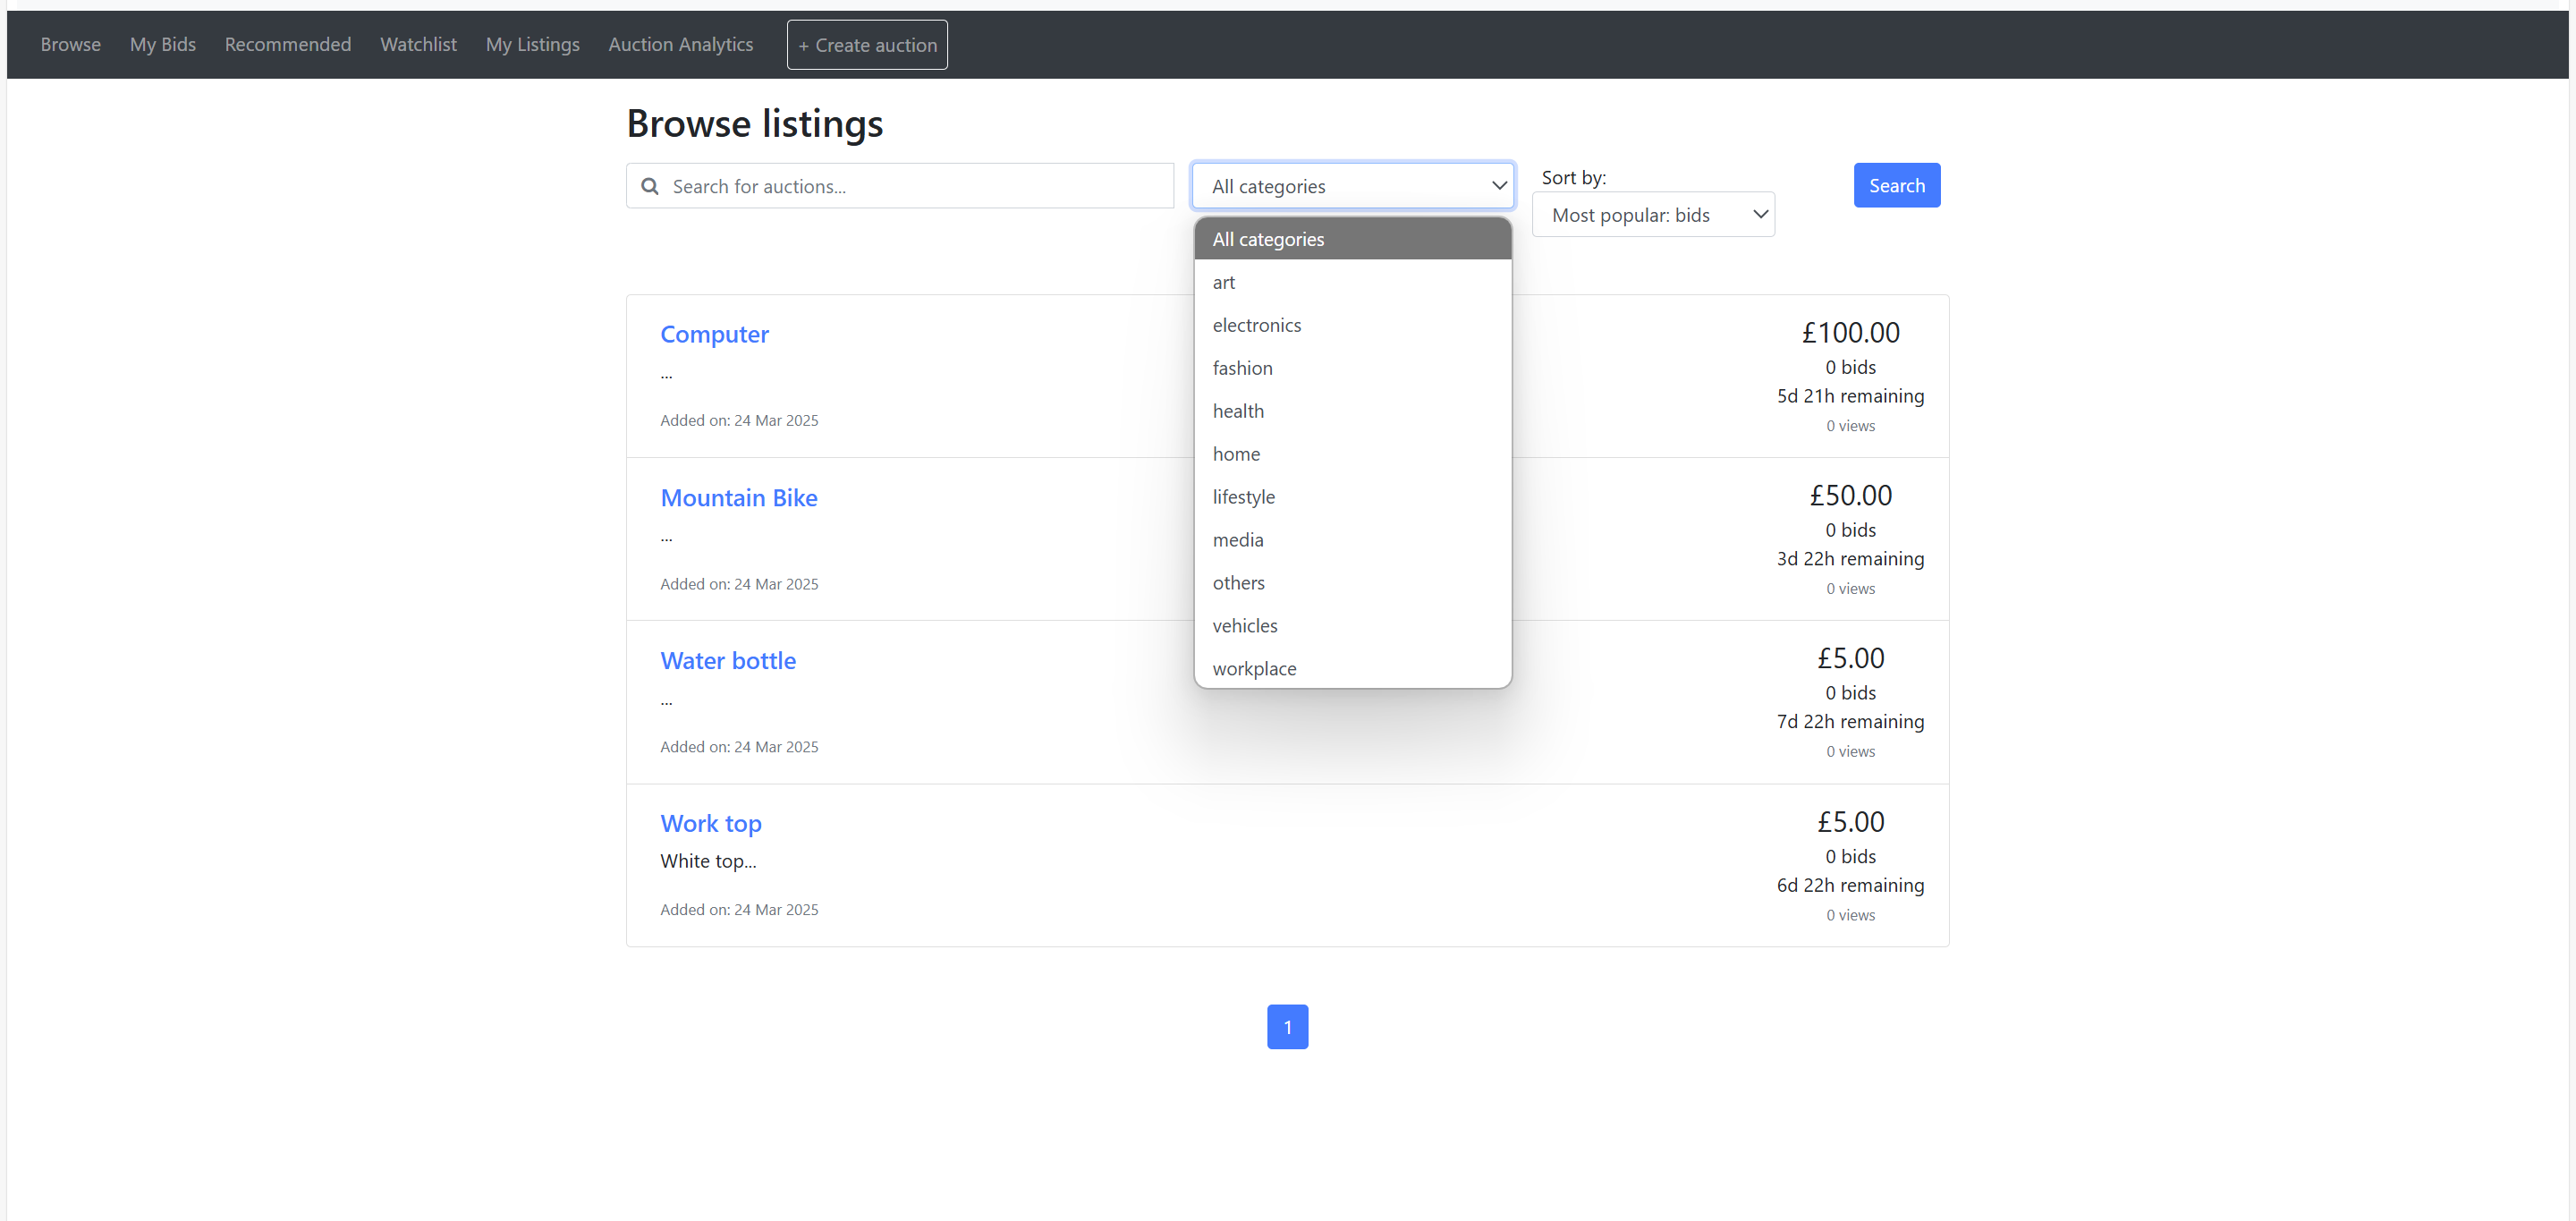 Browse My Bids Recommended Watchlist My Listings Auction Analytics + Create auction
Browse listings
Search for auctions...
All categories
Sort by:
Most popular: bids
Search
All categories
art
electronics
fashion
health
home
lifestyle
media
others
vehicles
workplace
Computer
...
Added on: 24 Mar 2025
£100.00
0 bids
5d 21h remaining
0 views
Mountain Bike
...
Added on: 24 Mar 2025
£50.00
0 bids
3d 22h remaining
0 views
Water bottle
...
Added on: 24 Mar 2025
£5.00
0 bids
7d 22h remaining
0 views
Work top
White top...
Added on: 24 Mar 2025
£5.00
0 bids
6d 22h remaining
0 views
1